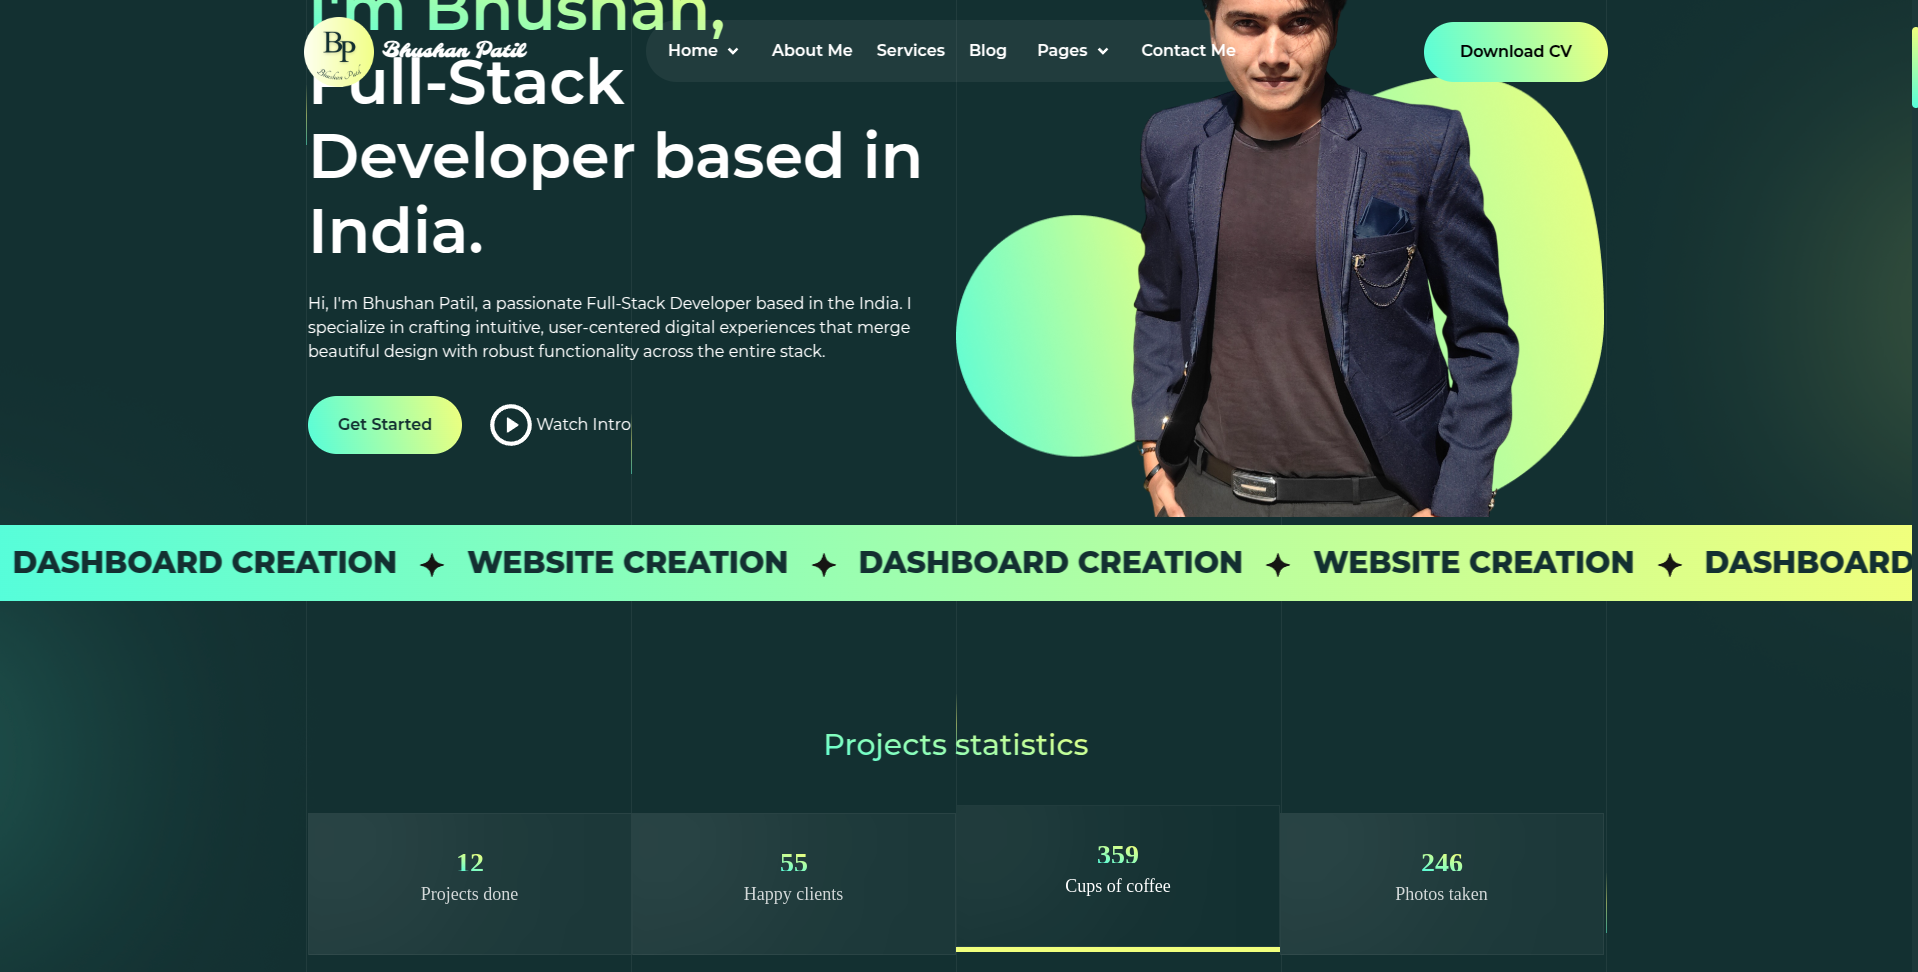 I'm Bhushan,
BP
Bhushan Patil
Bhushan Patil
Home
About Me
Services
Blog
Pages
Contact Me
Download CV
Full-Stack
Developer based in
India.
Hi, I'm Bhushan Patil, a passionate Full-Stack Developer based in the India. I
specialize in crafting intuitive, user-centered digital experiences that merge
beautiful design with robust functionality across the entire stack.
Get Started
Watch Intro
DASHBOARD CREATION ✦ WEBSITE CREATION ✦ DASHBOARD CREATION ✦ WEBSITE CREATION ✦ DASHBOARD
Projects statistics
12
Projects done
55
Happy clients
359
Cups of coffee
246
Photos taken